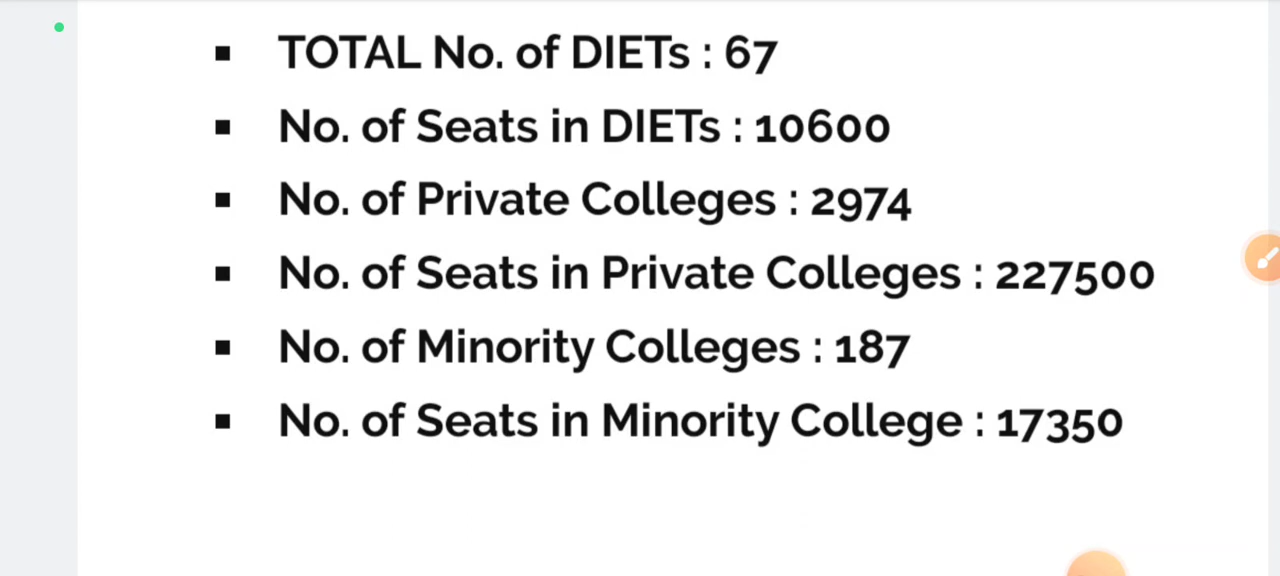 ▪ TOTAL No. of DIETs : 67
▪ No. of Seats in DIETs : 10600
▪ No. of Private Colleges : 2974
▪ No. of Seats in Private Colleges : 227500
▪ No. of Minority Colleges : 187
▪ No. of Seats in Minority College : 17350